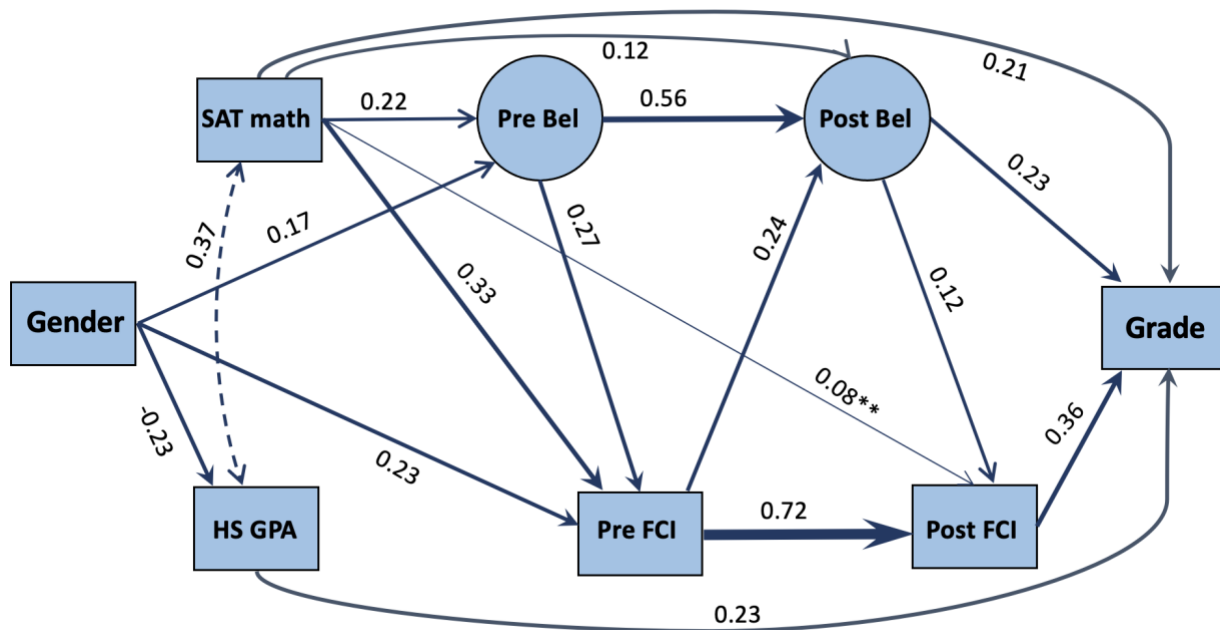 0.12
0.21
SAT math
0.22
Pre Bel
0.56
Post Bel
0.23
0.37
0.17
0.27
0.24
0.33
0.12
Gender
Grade
0.08**
-0.23
0.23
0.36
HS GPA
Pre FCI
0.72
Post FCI
0.23